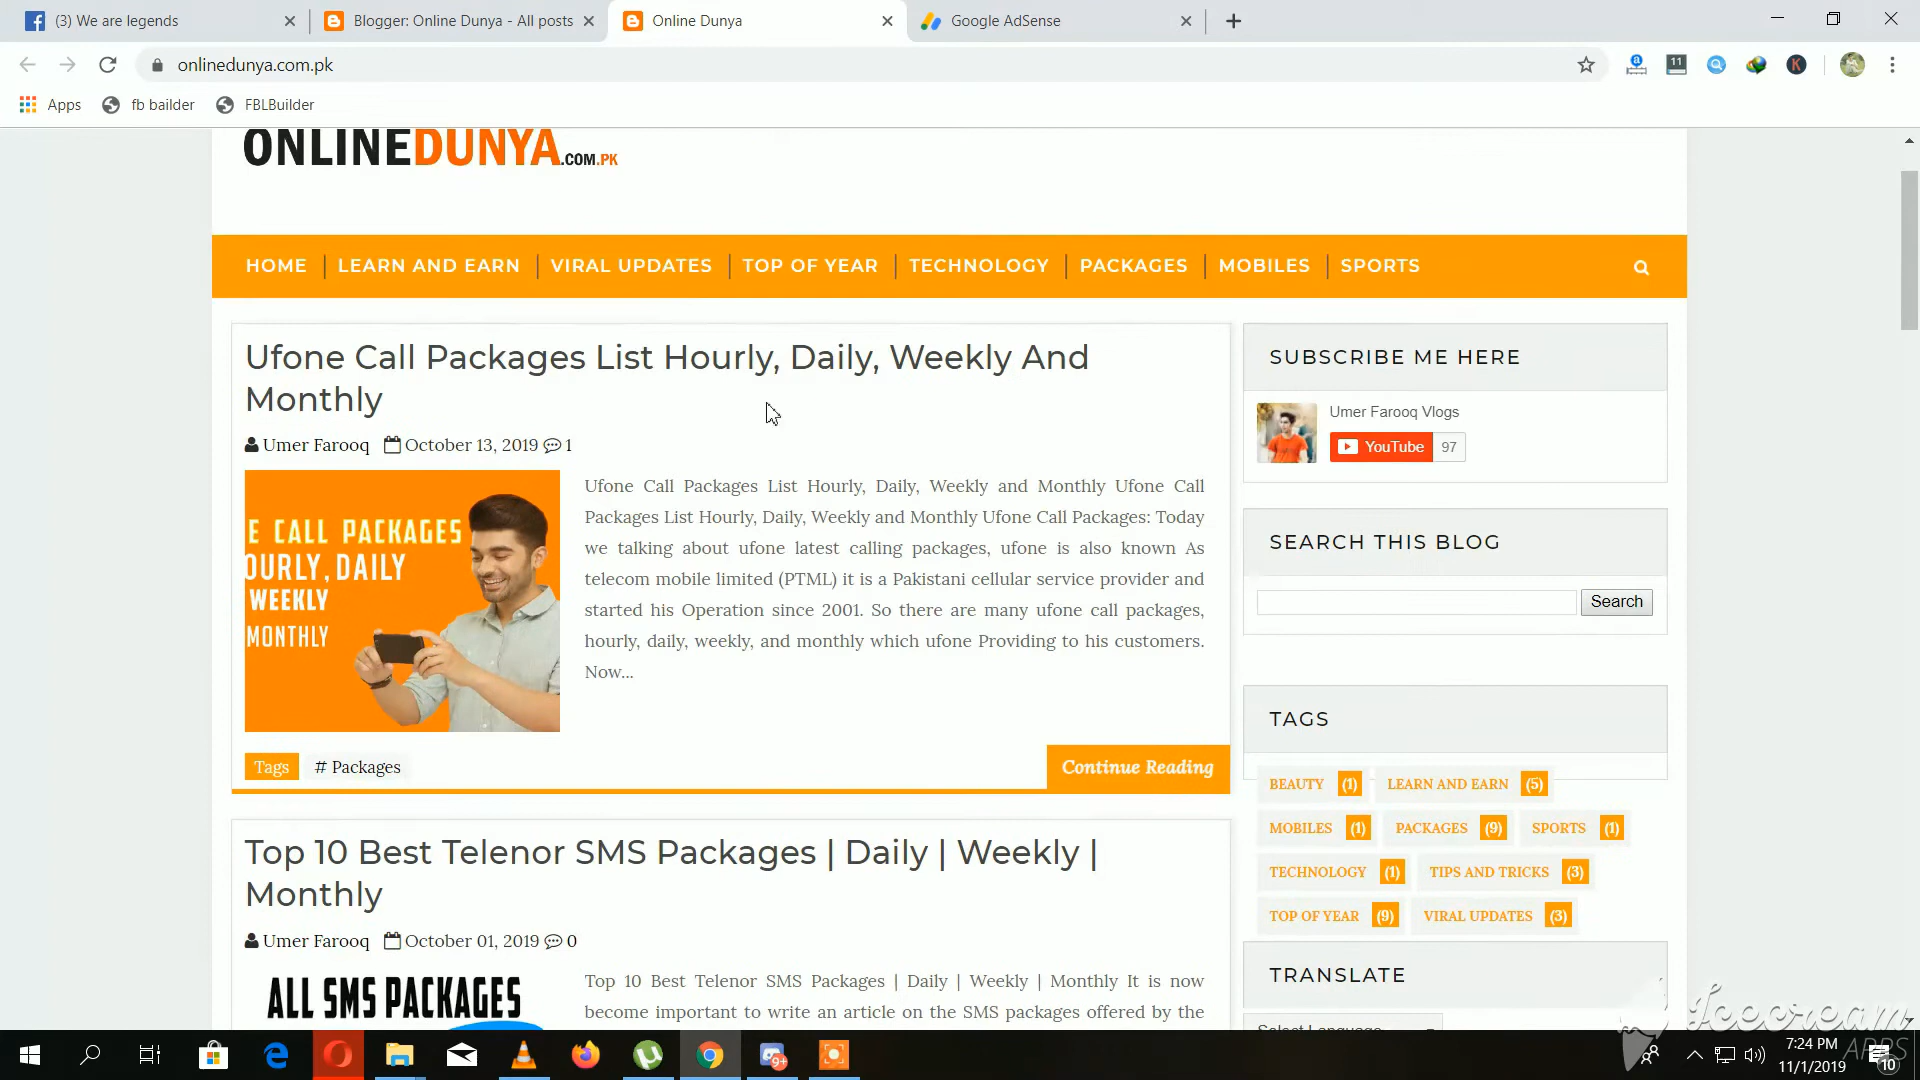 (3) We are legends
Blogger: Online Dunya - All posts
Online Dunya
Google AdSense
onlinedunya.com.pk
11
K
Apps
fb bailder
FBLBuilder
ONLINEDUNYA.COM.PK
HOME
LEARN AND EARN
VIRAL UPDATES
TOP OF YEAR
TECHNOLOGY
PACKAGES
MOBILES
SPORTS
Ufone Call Packages List Hourly, Daily, Weekly And
Monthly
Umer Farooq October 13, 2019 1
E CALL PACKAGES
OURLY, DAILY
WEEKLY
MONTHLY
Ufone Call Packages List Hourly, Daily, Weekly and Monthly Ufone Call
Packages List Hourly, Daily, Weekly and Monthly Ufone Call Packages: Today
we talking about ufone latest calling packages, ufone is also known As
telecom mobile limited (PTML) it is a Pakistani cellular service provider and
started his Operation since 2001. So there are many ufone call packages,
hourly, daily, weekly, and monthly which ufone Providing to his customers.
Now...
Tags # Packages
Continue Reading
Top 10 Best Telenor SMS Packages | Daily | Weekly |
Monthly
Umer Farooq October 01, 2019 0
ALL SMS PACKAGES
Top 10 Best Telenor SMS Packages | Daily | Weekly | Monthly It is now
become important to write an article on the SMS packages offered by the
SUBSCRIBE ME HERE
Umer Farooq Vlogs
YouTube 97
SEARCH THIS BLOG
Search
TAGS
BEAUTY (1) LEARN AND EARN (5)
MOBILES (1) PACKAGES (9) SPORTS (1)
TECHNOLOGY (1) TIPS AND TRICKS (3)
TOP OF YEAR (9) VIRAL UPDATES (3)
TRANSLATE
Select Language
Icecream
APPS
9+
7:24 PM
11/1/2019
10